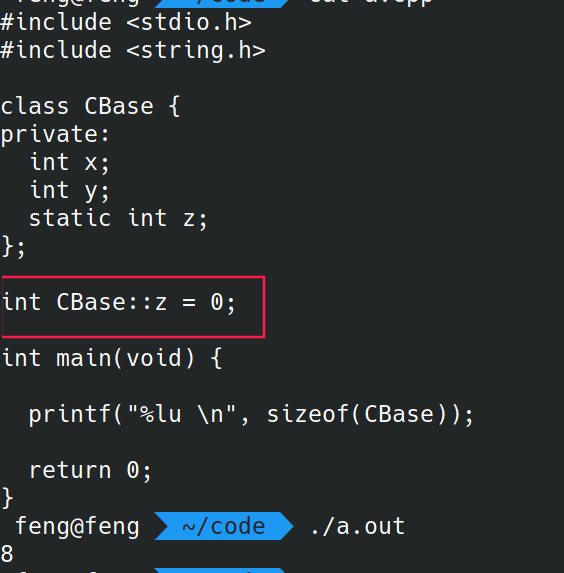 #include <stdio.h>
#include <string.h>
class CBase {
private:
  int x;
  int y;
  static int z;
};
int CBase::z = 0;
int main(void) {
  printf("%lu \n", sizeof(CBase));
  return 0;
}
feng@feng ~/code ./a.out
8